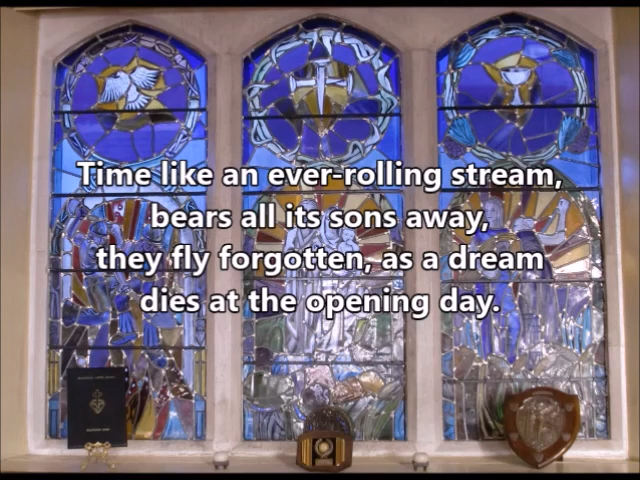 Time like an ever-rolling stream,
bears all its sons away,
they fly forgotten, as a dream
dies at the opening day.